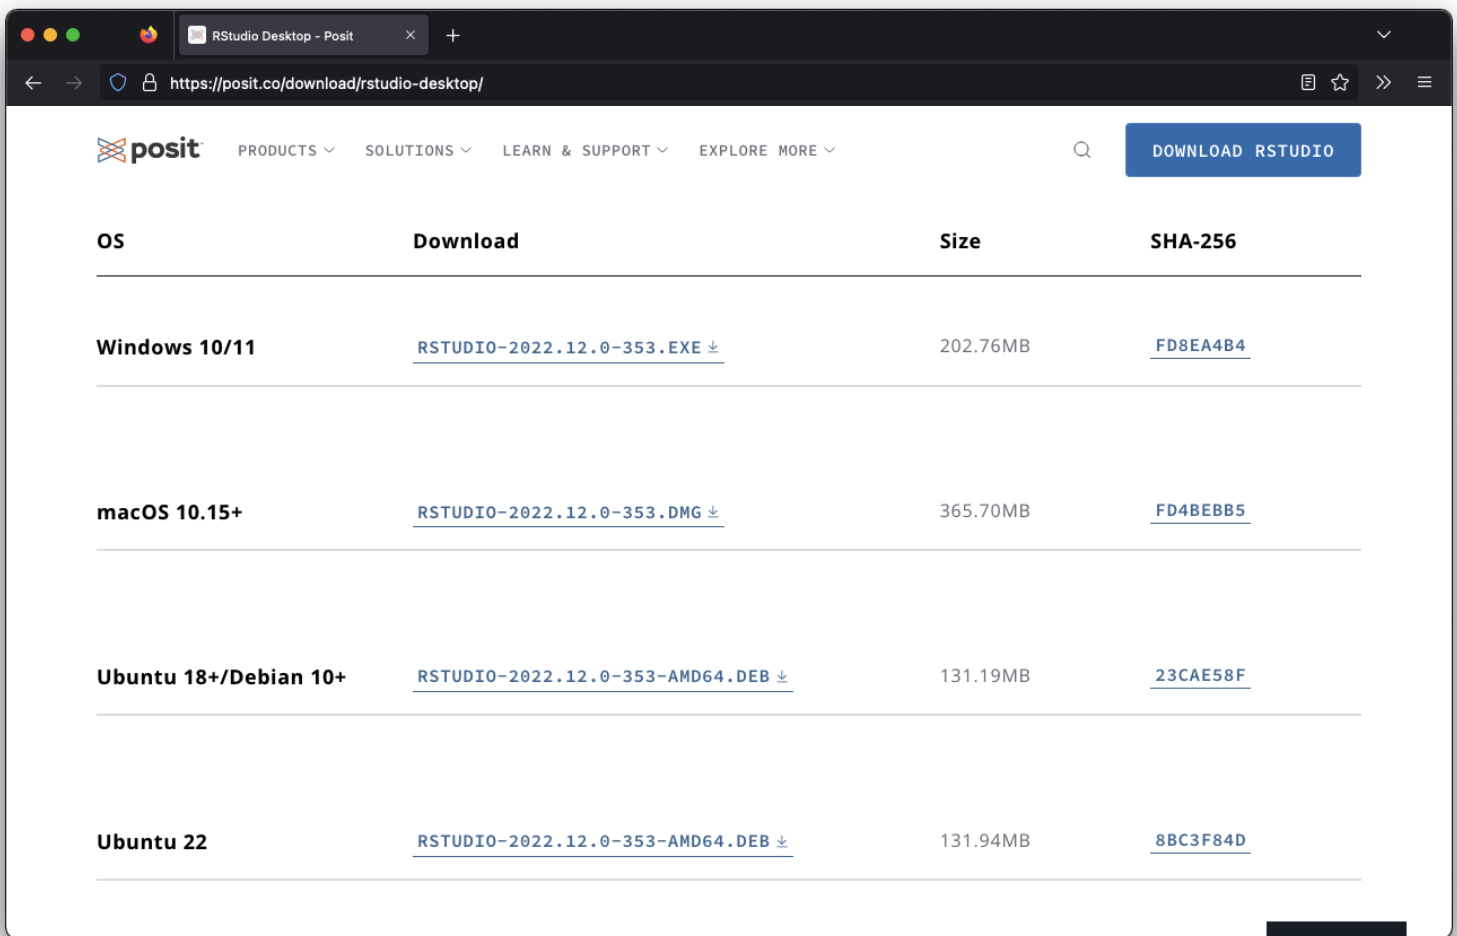 RStudio Desktop - Posit
https://posit.co/download/rstudio-desktop/
posit PRODUCTS SOLUTIONS LEARN & SUPPORT EXPLORE MORE DOWNLOAD RSTUDIO
OS Download Size SHA-256
Windows 10/11 RSTUDIO-2022.12.0-353.EXE 202.76MB FD8EA4B4
macOS 10.15+ RSTUDIO-2022.12.0-353.DMG 365.70MB FD4BEBB5
Ubuntu 18+/Debian 10+ RSTUDIO-2022.12.0-353-AMD64.DEB 131.19MB 23CAE58F
Ubuntu 22 RSTUDIO-2022.12.0-353-AMD64.DEB 131.94MB 8BC3F84D